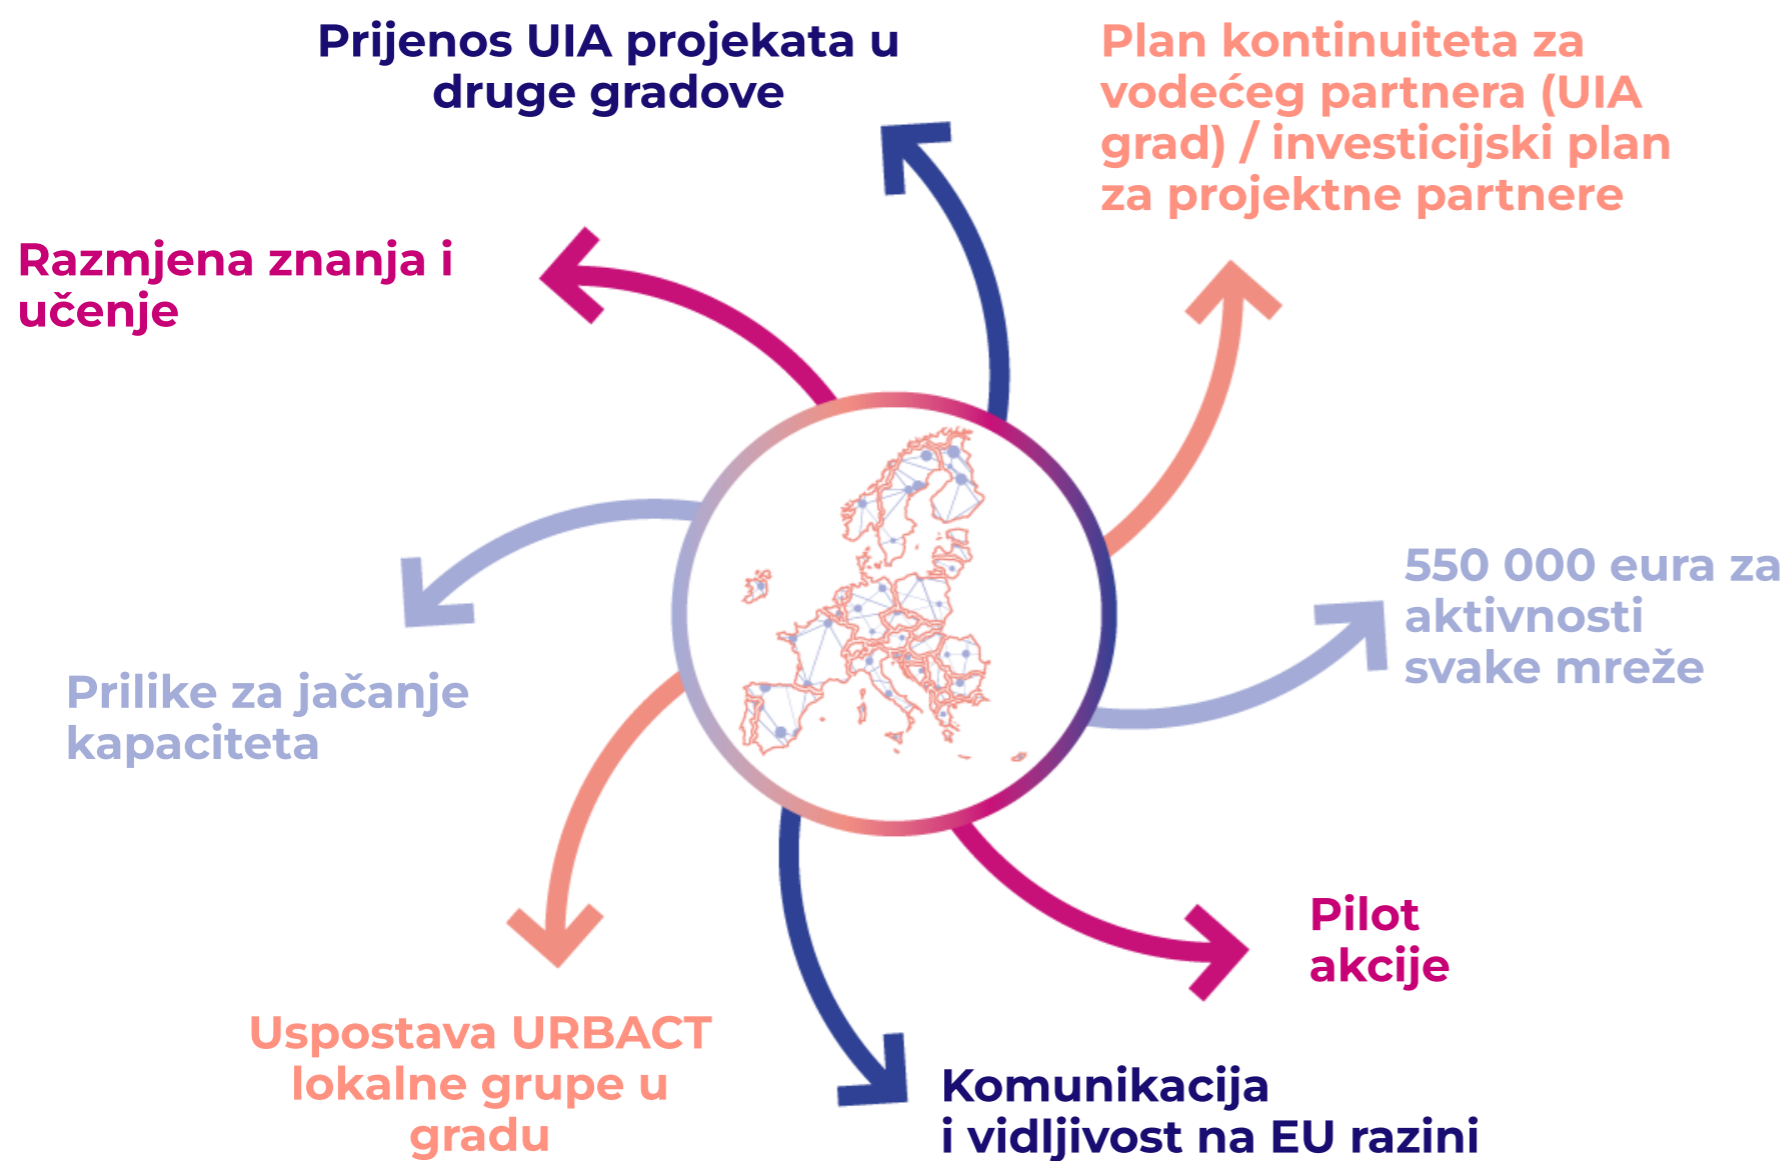 Prijenos UIA projekata u
druge gradove
Plan kontinuiteta za
vodećeg partnera (UIA
grad) / investicijski plan
za projektne partnere
Razmjena znanja i
učenje
550 000 eura za
aktivnosti
svake mreže
Prilike za jačanje
kapaciteta
Pilot
akcije
Uspostava URBACT
lokalne grupe u
gradu
Komunikacija
i vidljivost na EU razini